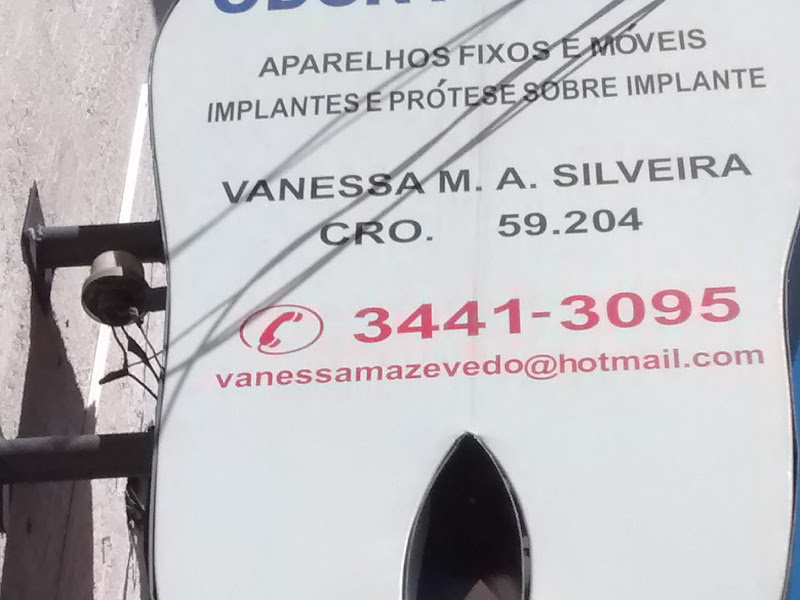 APARELHOS FIXOS E MÓVEIS
IMPLANTES E PRÓTESE SOBRE IMPLANTE
VANESSA M. A. SILVEIRA
CRO. 59.204
3441-3095
vanessamazevedo@hotmail.com